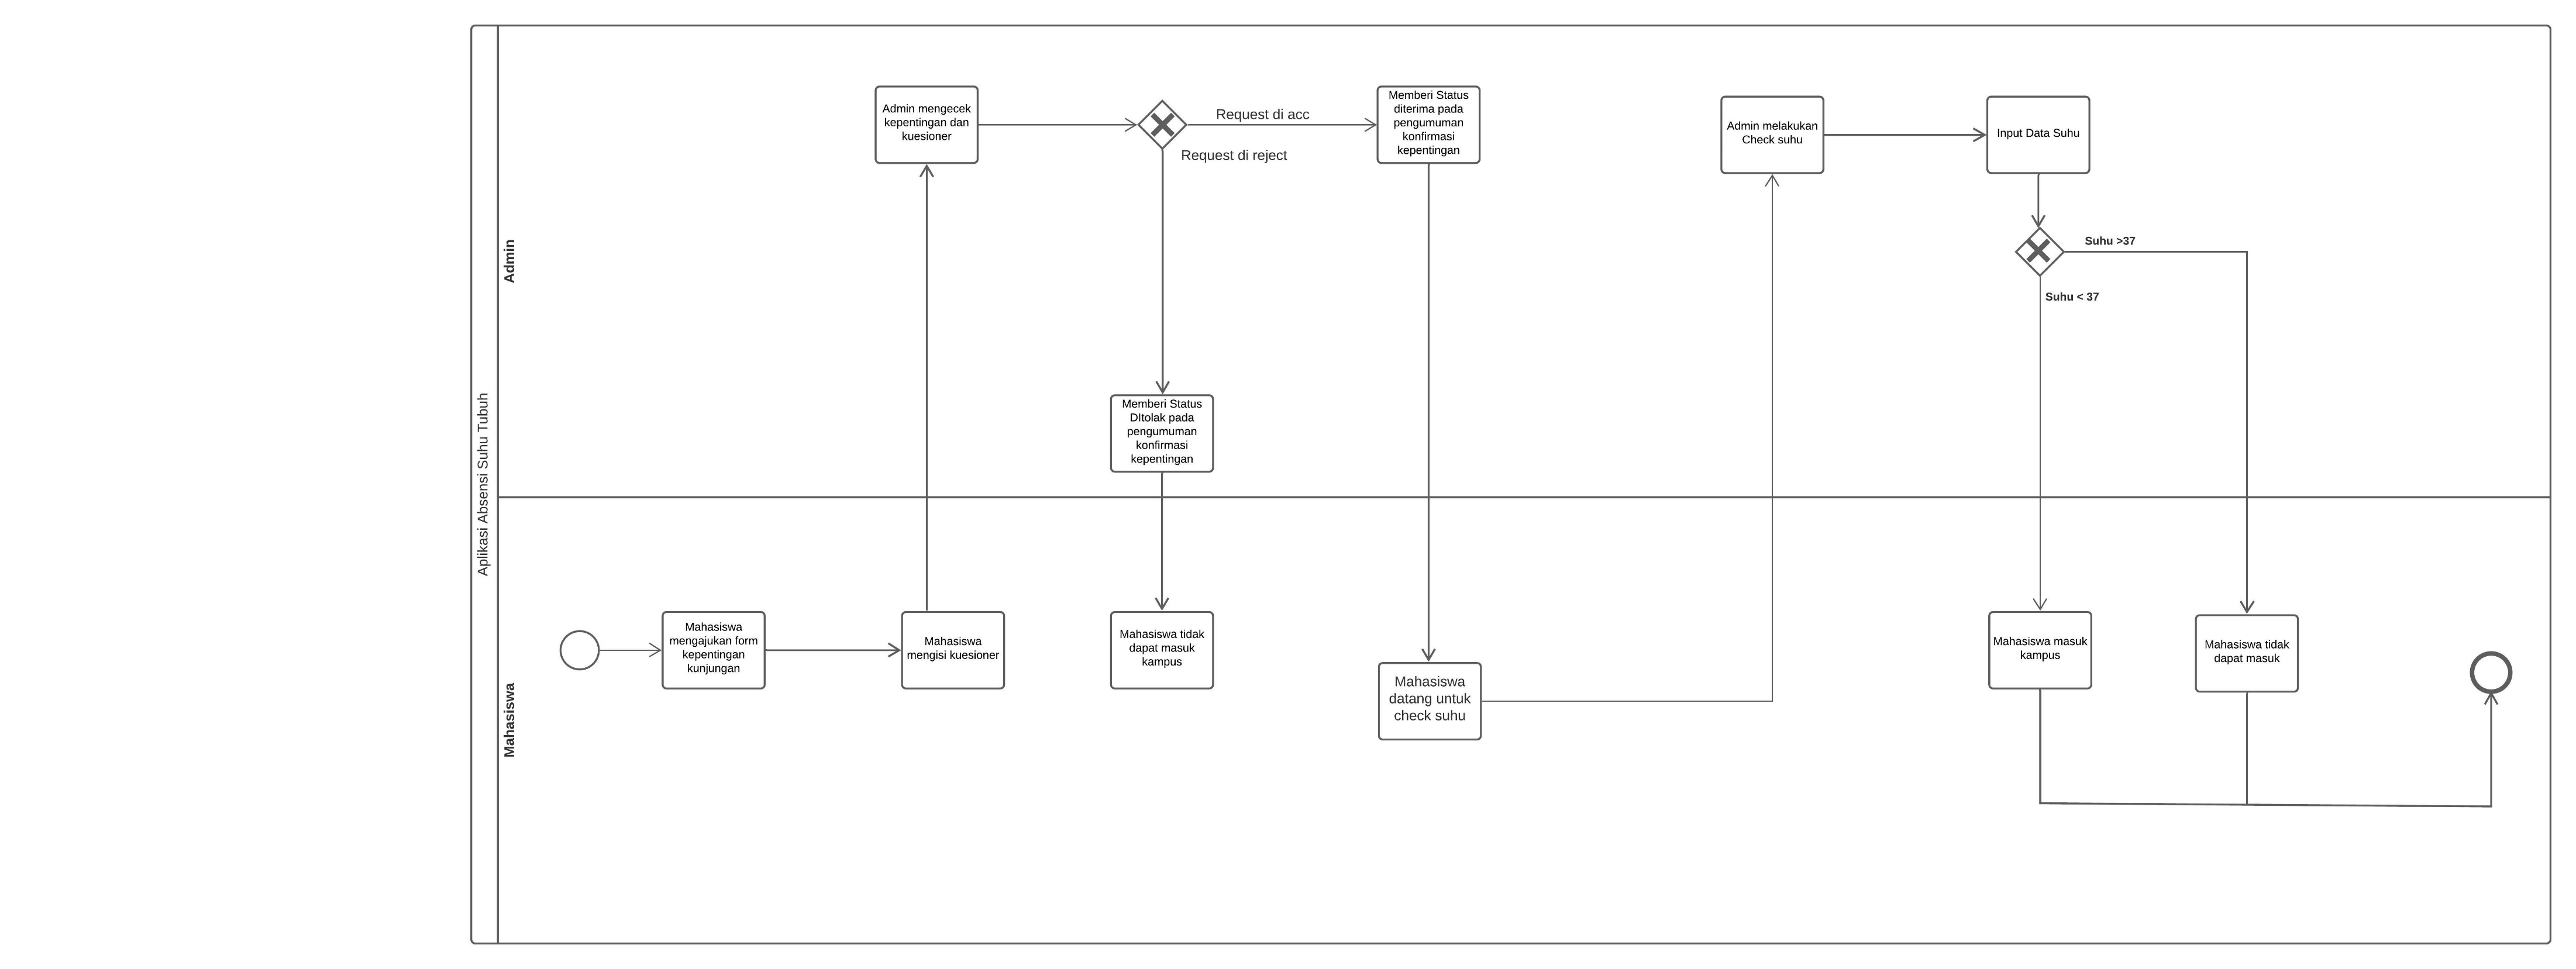 Aplikasi Absensi Suhu Tubuh
Admin
Admin mengecek
kepentingan dan
kuesioner
Request di acc
Request di reject
Memberi Status
diterima pada
pengumuman
konfirmasi
kepentingan
Admin melakukan
Check suhu
Input Data Suhu
Suhu >37
Suhu < 37
Memberi Status
DItolak pada
pengumuman
konfirmasi
kepentingan
Mahasiswa
Mahasiswa
mengajukan form
kepentingan
kunjungan
Mahasiswa
mengisi kuesioner
Mahasiswa tidak
dapat masuk
kampus
Mahasiswa
datang untuk
check suhu
Mahasiswa masuk
kampus
Mahasiswa tidak
dapat masuk